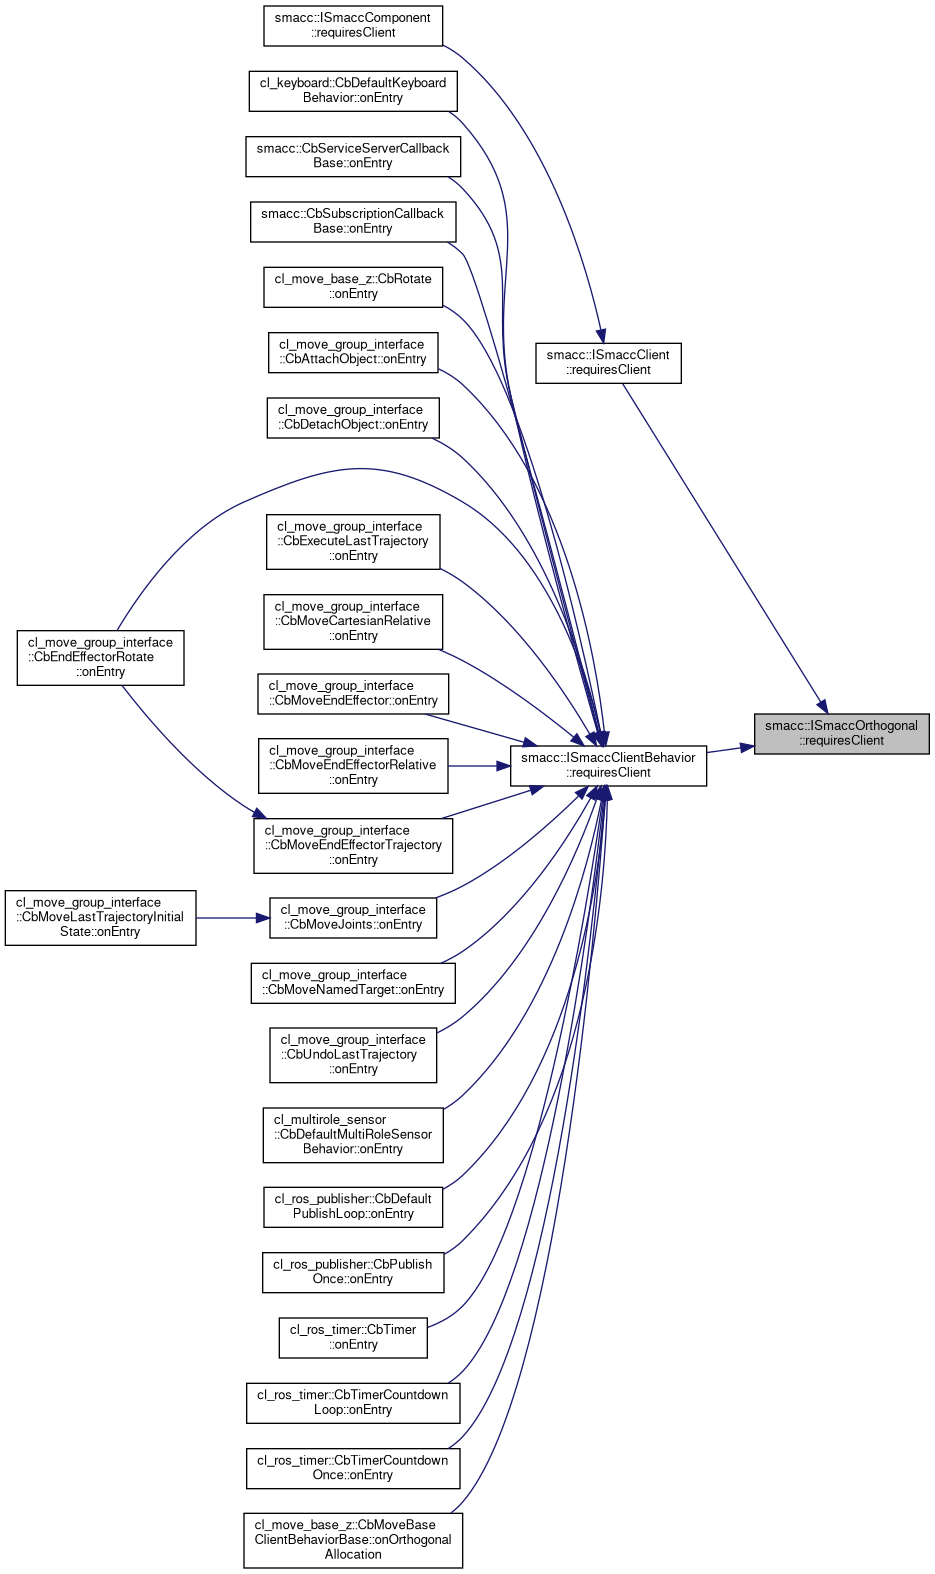 smacc::ISmaccComponent
::requiresClient
cl_keyboard::CbDefaultKeyboard
Behavior::onEntry
smacc::CbServiceServerCallback
Base::onEntry
smacc::CbSubscriptionCallback
Base::onEntry
cl_move_base_z::CbRotate
::onEntry
cl_move_group_interface
::CbAttachObject::onEntry
smacc::ISmaccClient
::requiresClient
cl_move_group_interface
::CbDetachObject::onEntry
cl_move_group_interface
::CbExecuteLastTrajectory
::onEntry
cl_move_group_interface
::CbMoveCartesianRelative
::onEntry
cl_move_group_interface
::CbEndEffectorRotate
::onEntry
cl_move_group_interface
::CbMoveEndEffector::onEntry
smacc::ISmaccOrthogonal
::requiresClient
cl_move_group_interface
::CbMoveEndEffectorRelative
::onEntry
smacc::ISmaccClientBehavior
::requiresClient
cl_move_group_interface
::CbMoveEndEffectorTrajectory
::onEntry
cl_move_group_interface
::CbMoveLastTrajectoryInitial
State::onEntry
cl_move_group_interface
::CbMoveJoints::onEntry
cl_move_group_interface
::CbMoveNamedTarget::onEntry
cl_move_group_interface
::CbUndoLastTrajectory
::onEntry
cl_multirole_sensor
::CbDefaultMultiRoleSensor
Behavior::onEntry
cl_ros_publisher::CbDefault
PublishLoop::onEntry
cl_ros_publisher::CbPublish
Once::onEntry
cl_ros_timer::CbTimer
::onEntry
cl_ros_timer::CbTimerCountdown
Loop::onEntry
cl_ros_timer::CbTimerCountdown
Once::onEntry
cl_move_base_z::CbMoveBase
ClientBehaviorBase::onOrthogonal
Allocation